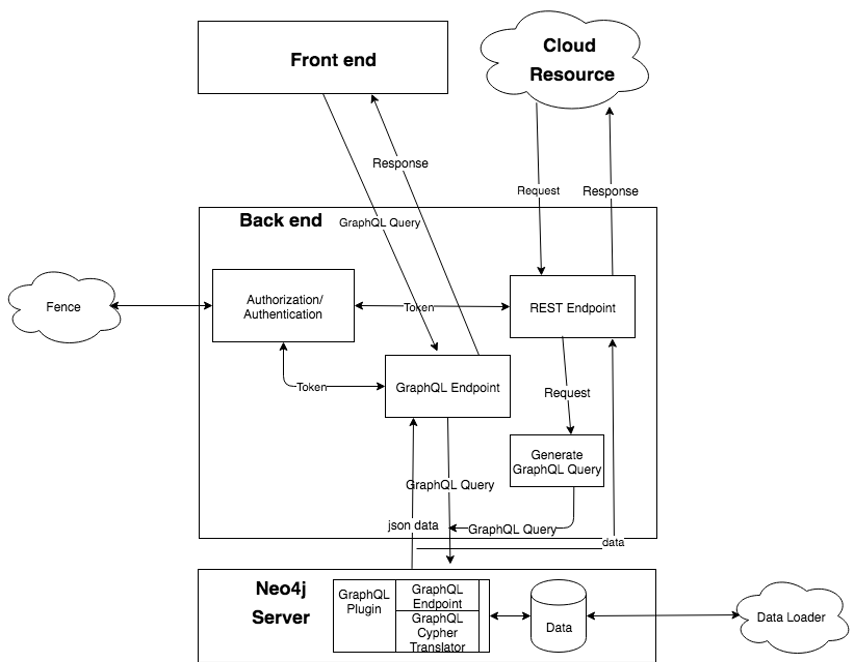 Front end
Cloud
Resource
Response
Request
Response
Back end
GraphQL Query
Fence
Authorization/
Authentication
Token
REST Endpoint
Token
GraphQL Endpoint
Request
Generate
GraphQL Query
GraphQL Query
json data
GraphQL Query
data
Neo4j
Server
GraphQL
Plugin
GraphQL
Endpoint
GraphQL
Cypher
Translator
Data
Data Loader